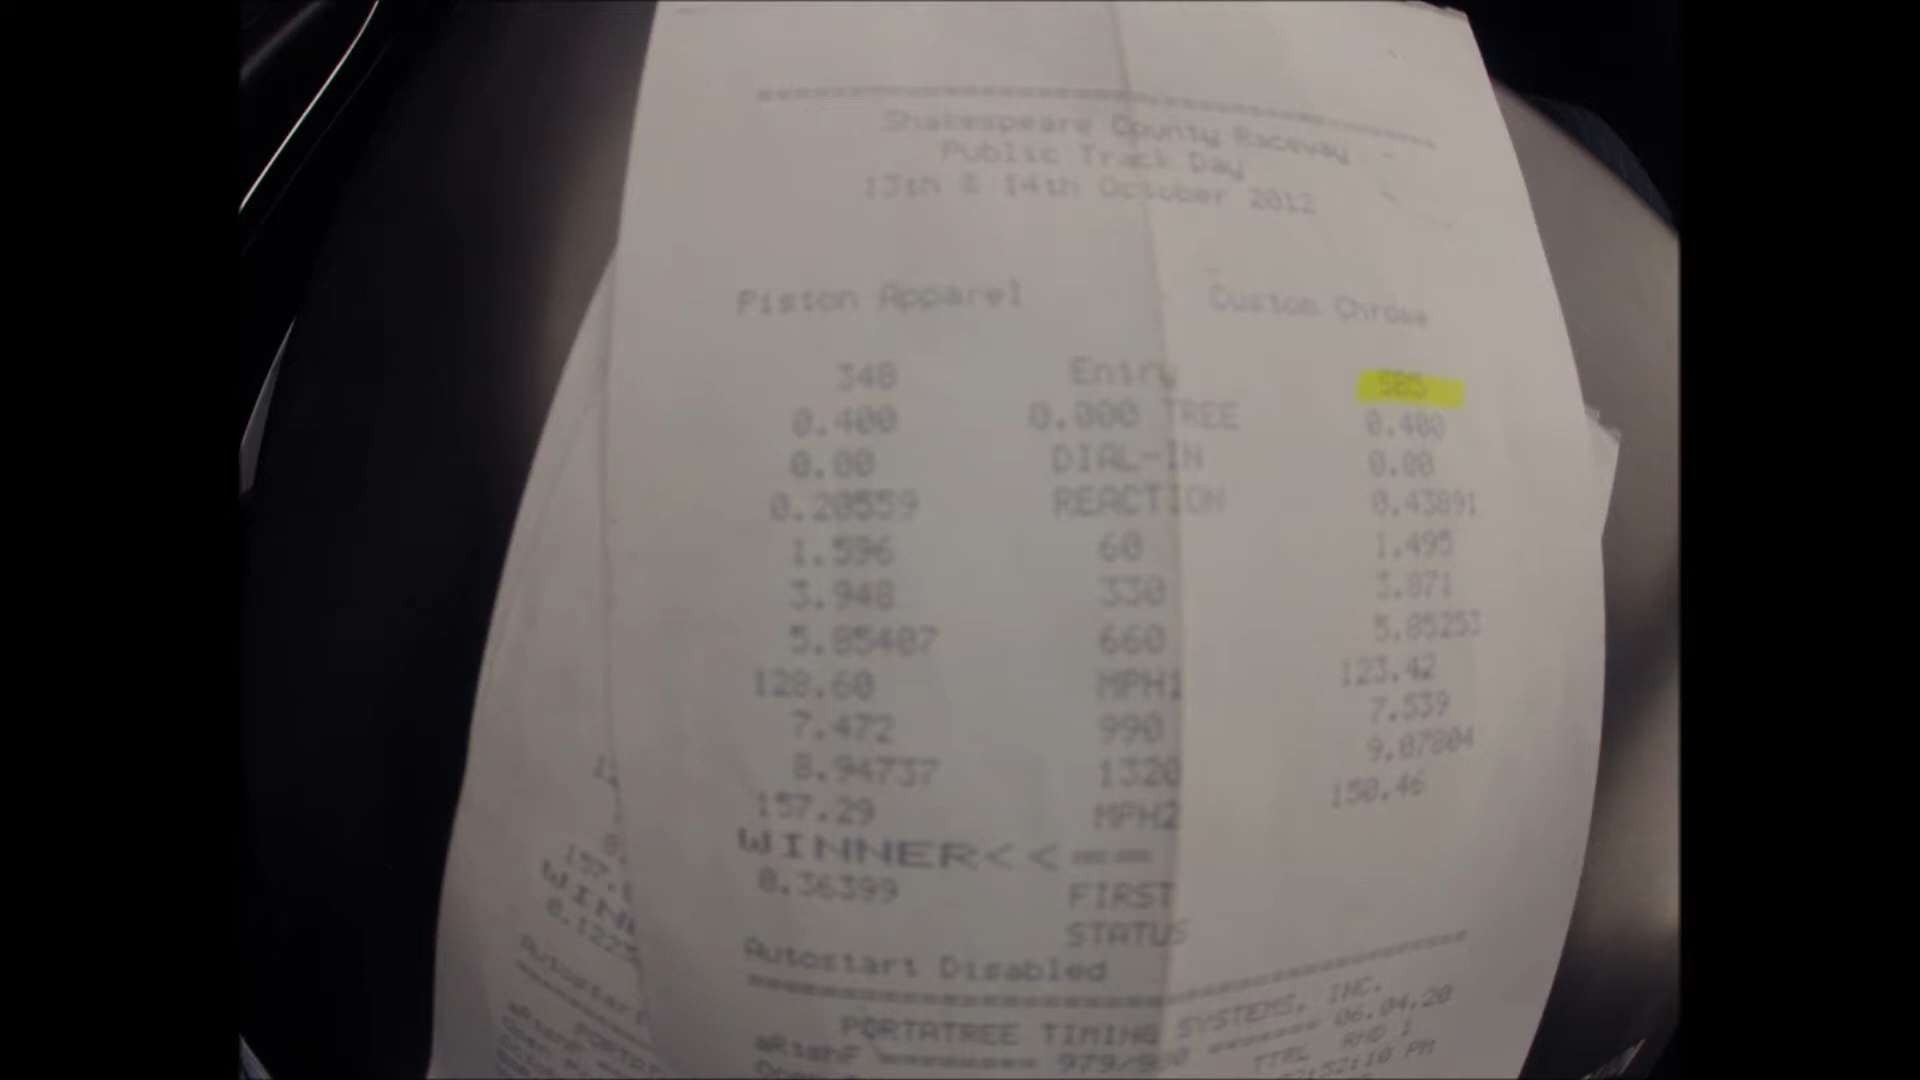 Shakespeare County Raceway
Public Track Day
13th & 14th October 2012
Piston Apparel Custom Chrome
348 Entry 585
0.400 0.000 TREE 0.400
0.00 DIAL-IN 0.00
0.20559 REACTION 0.43891
1.596 60 1.495
3.948 330 3.871
5.85407 660 5.85253
128.60 MPH1 123.42
7.472 990 7.539
8.94737 1320 9.07804
157.29 MPH2 150.46
WINNER<<==
0.36399 FIRST
STATUS
Autostart Disabled
PORTATREE TIMING SYSTEMS, INC.
06.04.20
Autostart